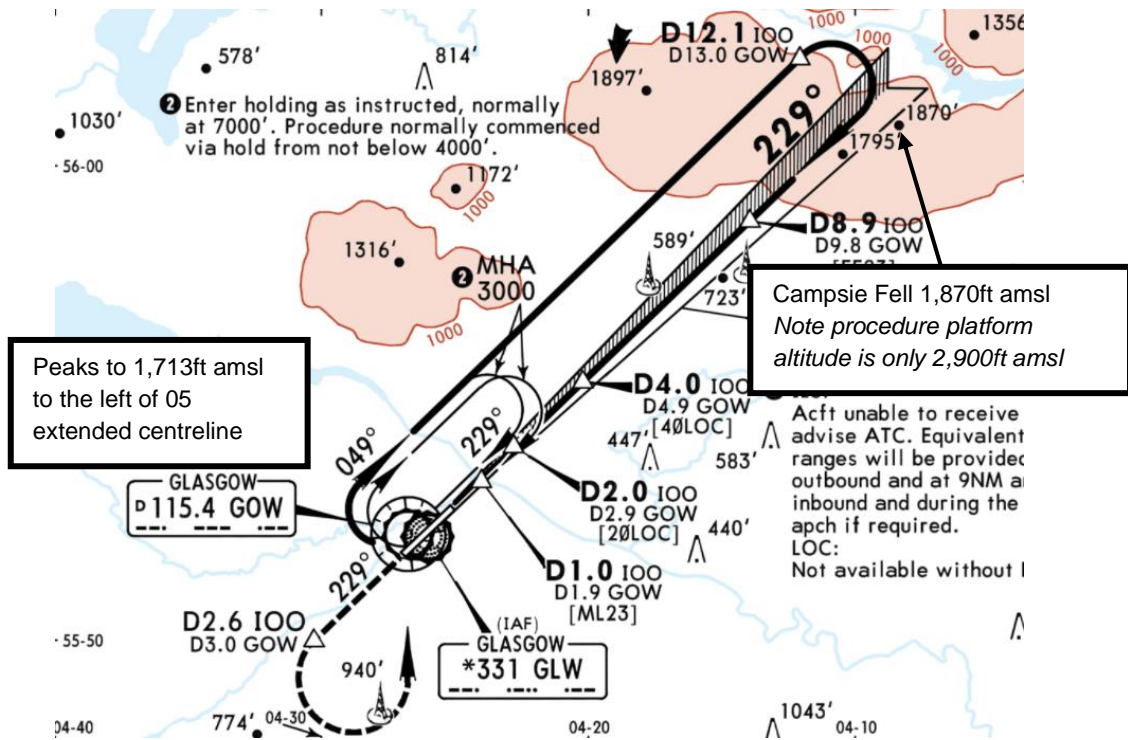 1000
1356'
D12.1 IOO
D13.0 GOW
1000
1000
578'
814'
1897'
❷ Enter holding as instructed, normally
at 7000'. Procedure normally commenced
via hold from not below 4000'.
1030'
229°
1870'
1795'
56-00
1172'
1000
D8.9 IOO
D9.8 GOW
589'
1316'
❷ MHA
3000
723'
Campsie Fell 1,870ft amsl
Note procedure platform
altitude is only 2,900ft amsl
1000
Peaks to 1,713ft amsl
to the left of 05
extended centreline
D4.0 IOO
D4.9 GOW
[40LOC]
Acft unable to receive
advise ATC. Equivalent
ranges will be provided
outbound and at 9NM a
inbound and during the
apch if required.
LOC:
Not available without
049°
229°
447'
583'
GLASGOW
D 115.4 GOW
D2.0 IOO
D2.9 GOW
[20LOC]
440'
229°
D1.0 IOO
D1.9 GOW
[ML23]
D2.6 IOO
D3.0 GOW
(IAF)
GLASGOW
*331 GLW
55-50
940'
774'
04-30
04-40
04-20
1043'
04-10